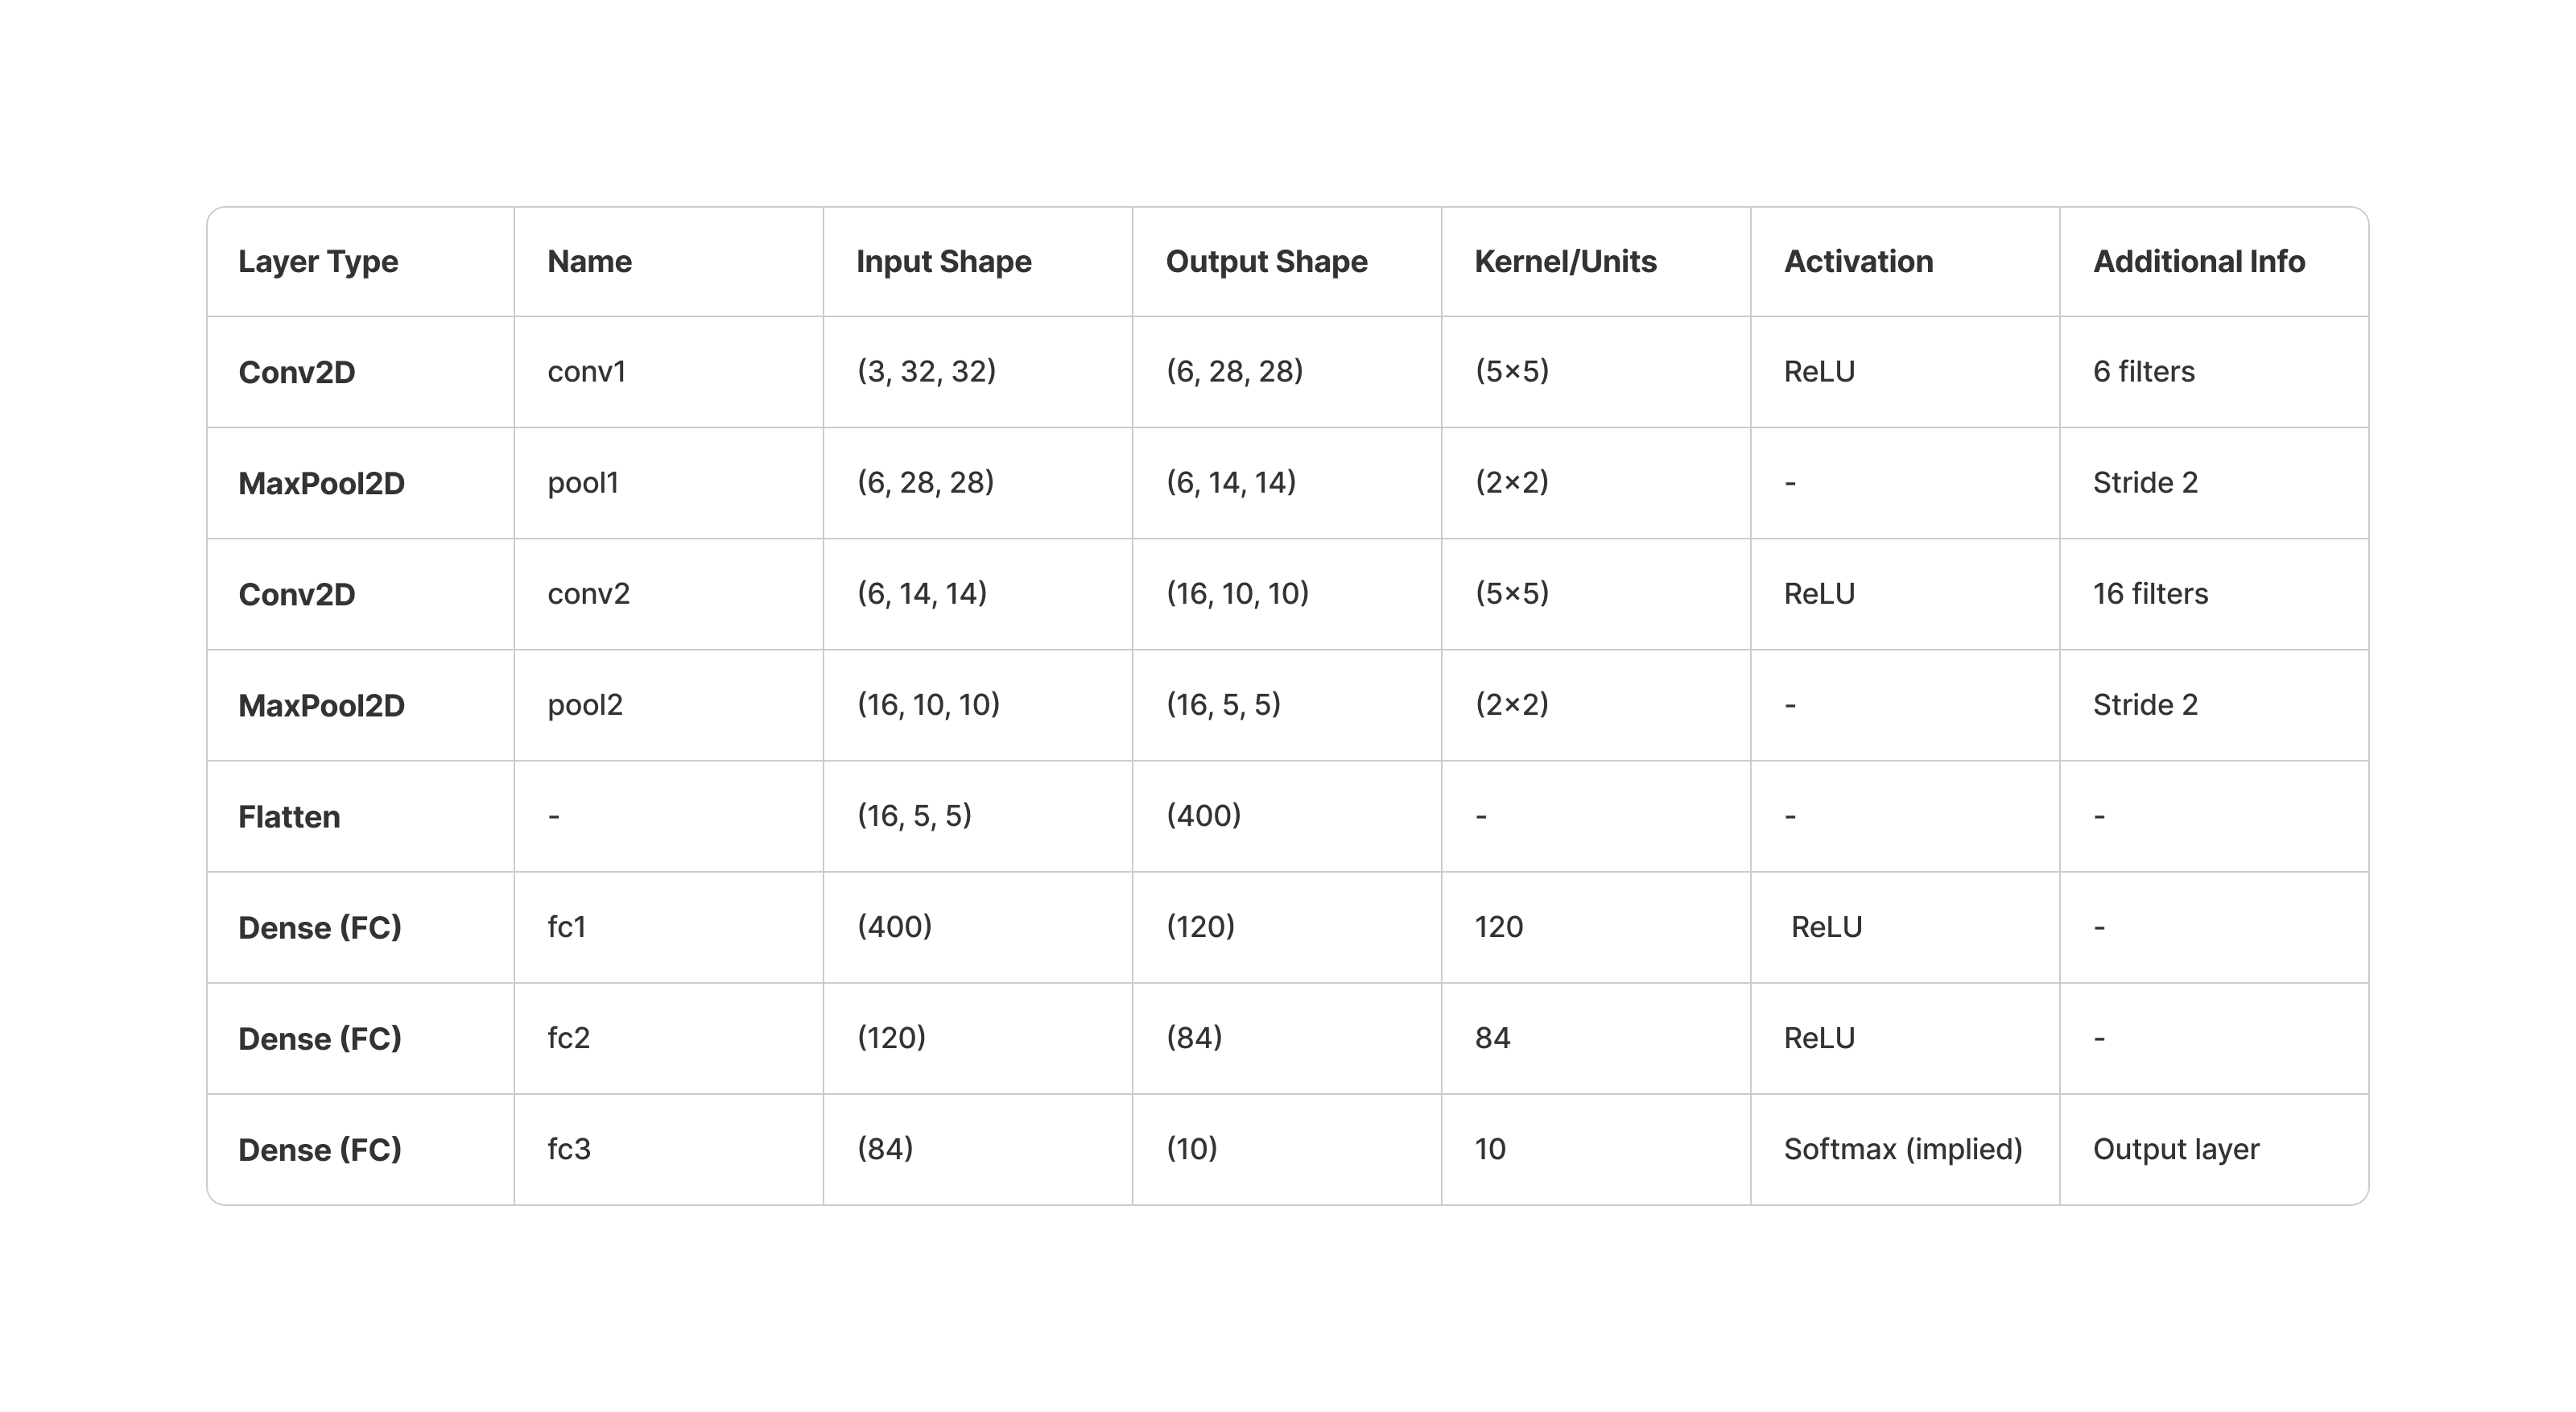 Layer Type Name Input Shape Output Shape Kernel/Units Activation Additional Info
Conv2D conv1 (3, 32, 32) (6, 28, 28) (5×5) ReLU 6 filters
MaxPool2D pool1 (6, 28, 28) (6, 14, 14) (2×2) - Stride 2
Conv2D conv2 (6, 14, 14) (16, 10, 10) (5×5) ReLU 16 filters
MaxPool2D pool2 (16, 10, 10) (16, 5, 5) (2×2) - Stride 2
Flatten - (16, 5, 5) (400) - - -
Dense (FC) fc1 (400) (120) 120 ReLU -
Dense (FC) fc2 (120) (84) 84 ReLU -
Dense (FC) fc3 (84) (10) 10 Softmax (implied) Output layer